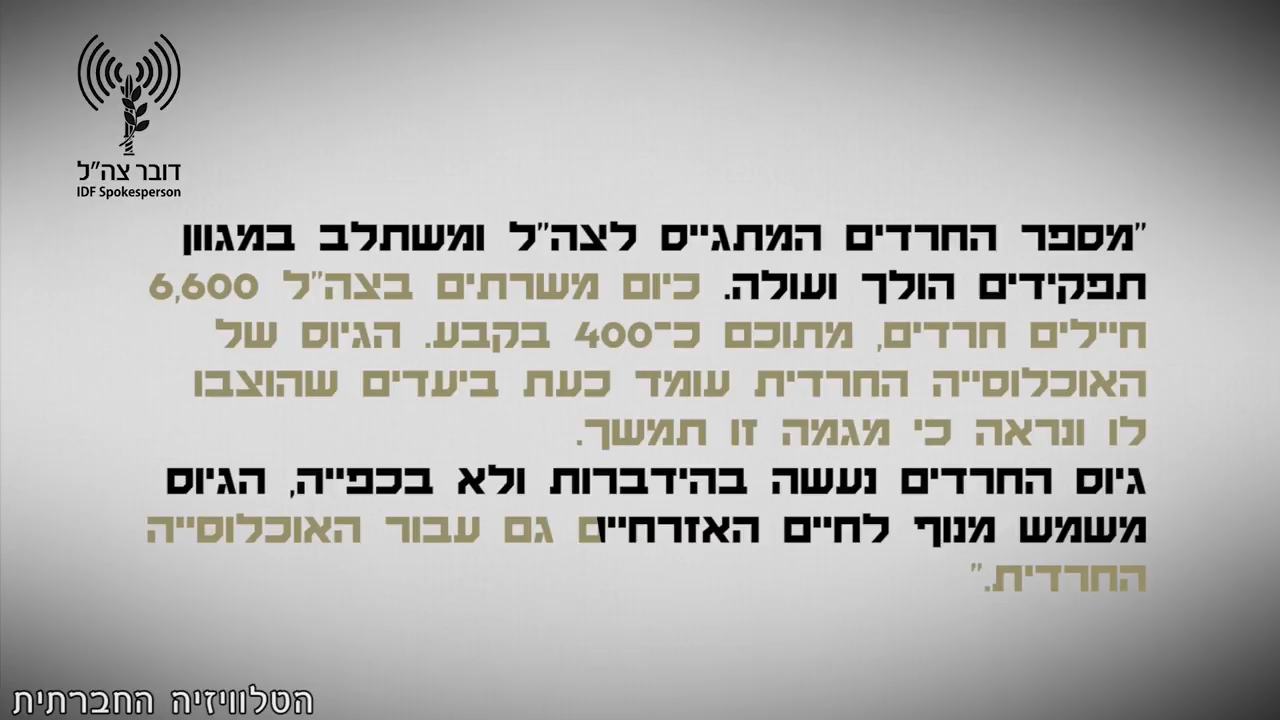 דובר צה"ל
IDF Spokesperson
"מספר החרדים המתגייס לצה"ל ומשתלב במגוון
תפקידים הולך ועולה. כיום משרתים בצה"ל 6,600
חיילים חרדים, מתוכם כ-400 בקבע. הגיוס של
האוכלוסייה החרדית עומד כעת ביעדים שהוצבו
לו ונראה כי מגמה זו תמשך.
גיוס החרדים נעשה בהידברות ולא בכפייה, הגיוס
משמש מנוף לחיים האזרחיים גם עבור האוכלוסייה
החרדית."
הטלוויזיה החברתית